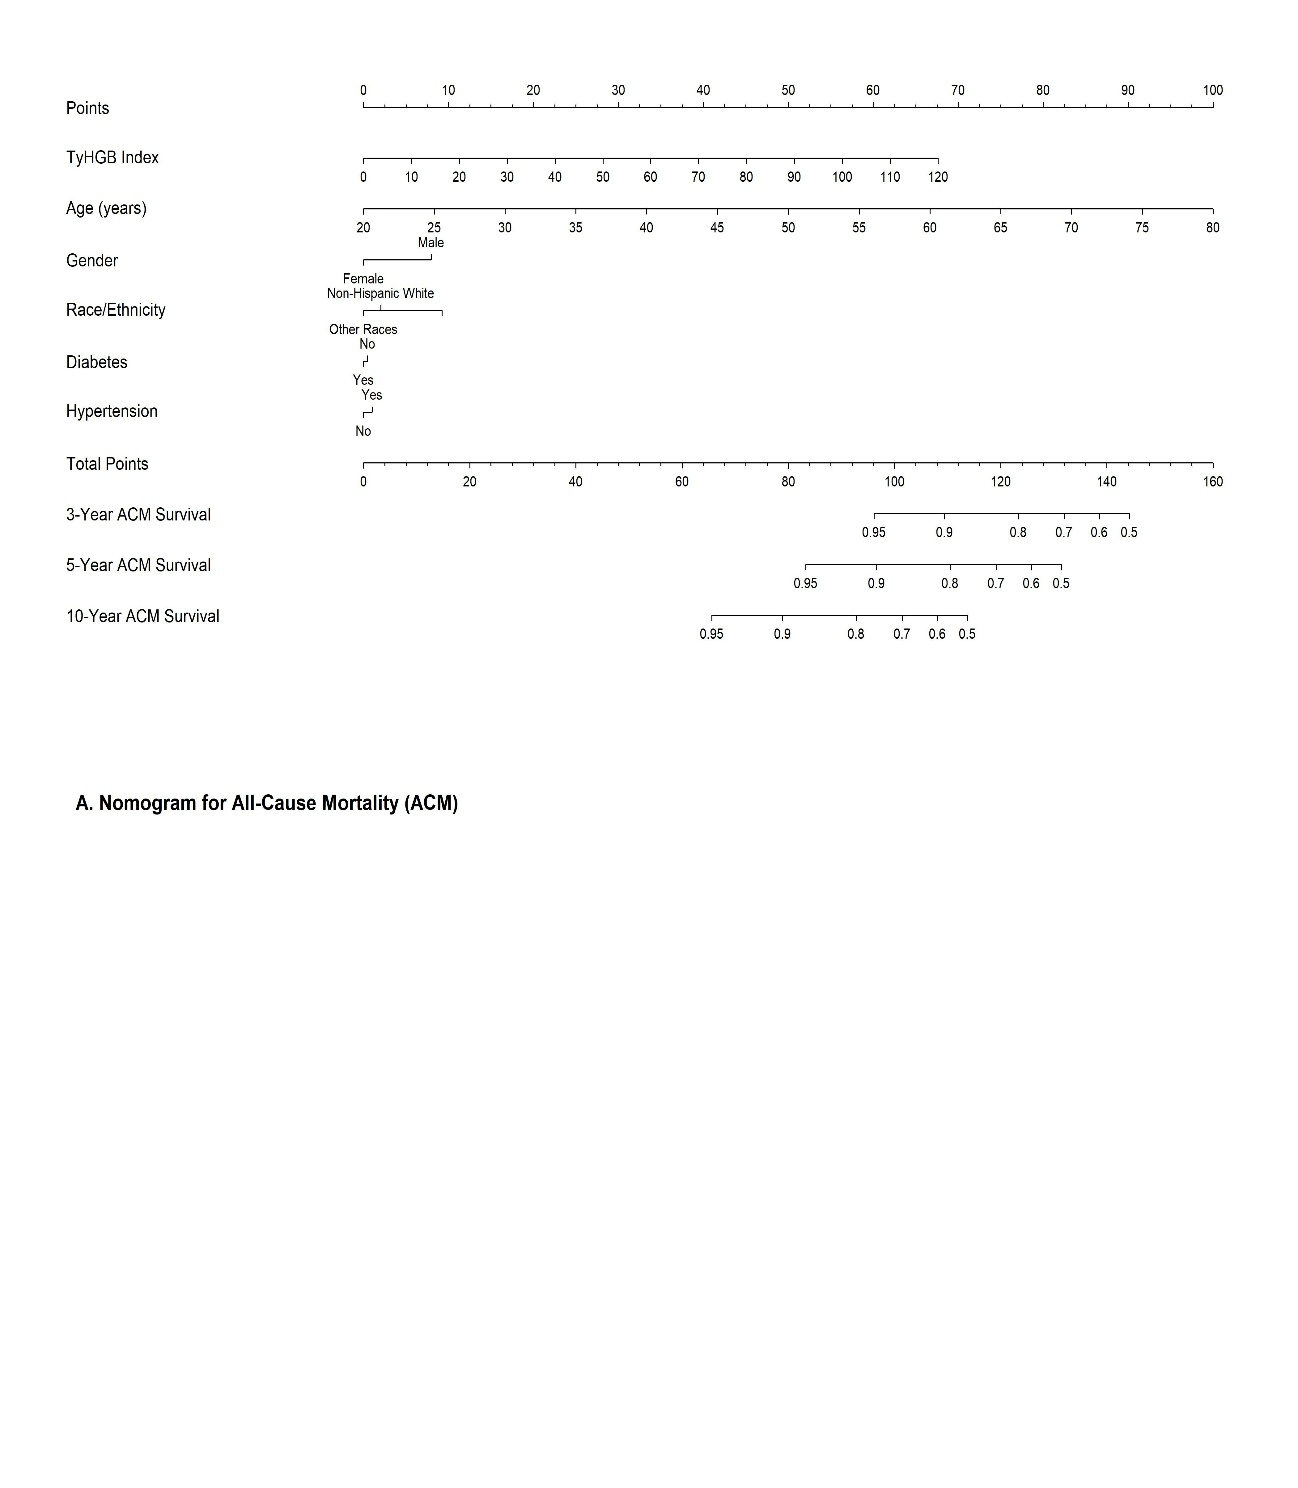 0 10 20 30 40 50 60 70 80 90 100
Points
TyHGB Index
0 10 20 30 40 50 60 70 80 90 100 110 120
Age (years)
20 25 30 35 40 45 50 55 60 65 70 75 80
Male
Gender
Female
Non-Hispanic White
Race/Ethnicity
Other Races
No
Diabetes
Yes
Yes
Hypertension
No
Total Points
0 20 40 60 80 100 120 140 160
3-Year ACM Survival
0.95 0.9 0.8 0.7 0.6 0.5
5-Year ACM Survival
0.95 0.9 0.8 0.7 0.6 0.5
10-Year ACM Survival
0.95 0.9 0.8 0.7 0.6 0.5
A. Nomogram for All-Cause Mortality (ACM)